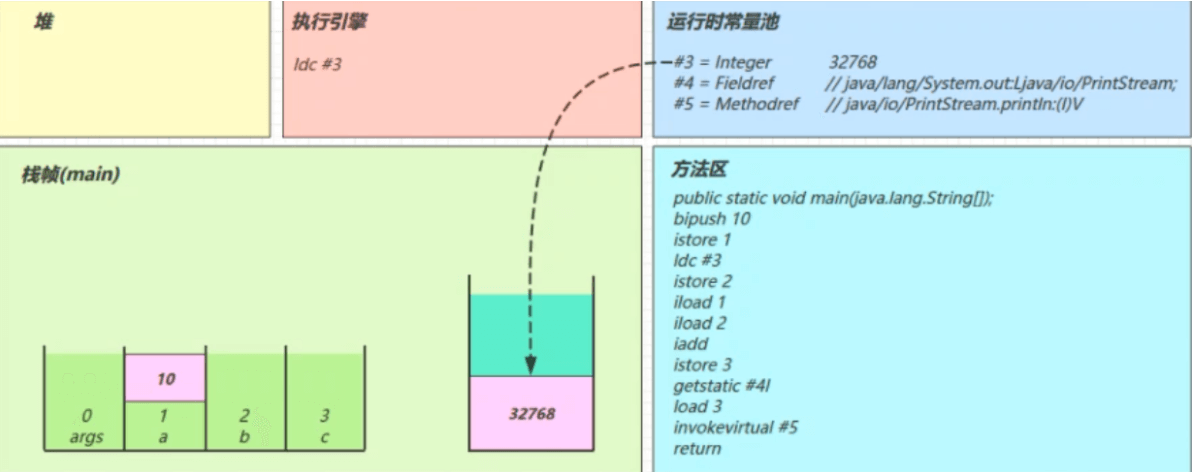 堆
执行引擎
ldc #3
运行时常量池
#3 = Integer 32768
#4 = Fieldref // java/lang/System.out:Ljava/io/PrintStream;
#5 = Methodref // java/io/PrintStream.println:(I)V
栈帧(main)
10
0 1 2 3
args a b c
32768
方法区
public static void main(java.lang.String[]);
bipush 10
istore 1
ldc #3
istore 2
iload 1
iload 2
iadd
istore 3
getstatic #4l
load 3
invokevirtual #5
return